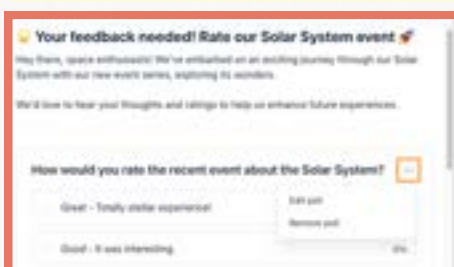 Your feedback needed! Rate our Solar System event 🚀
Hey there, space enthusiasts! We've embarked on an exciting journey through our Solar
System with our new event series, exploring its wonders.
We'd love to hear your thoughts and ratings to help us enhance future experiences.
How would you rate the recent event about the Solar System?
Great - Totally stellar experience!
Edit poll
Remove poll
Good - It was interesting.